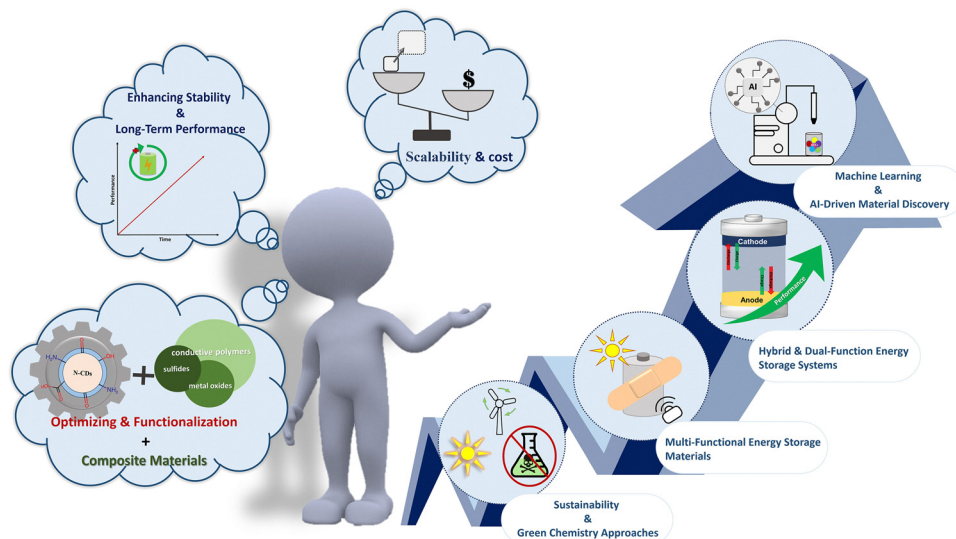 Enhancing Stability
&
Long-Term Performance
Performance
Time
$
Scalability & cost
N-CDs
H₂N
OH
HO
NH₂
+
conductive polymers
sulfides
metal oxides
Optimizing & Functionalization
+
Composite Materials
AI
Machine Learning
&
AI-Driven Material Discovery
Cathode
Anode
Performance
Hybrid & Dual-Function Energy
Storage Systems
Multi-Functional Energy Storage
Materials
Sustainability
&
Green Chemistry Approaches